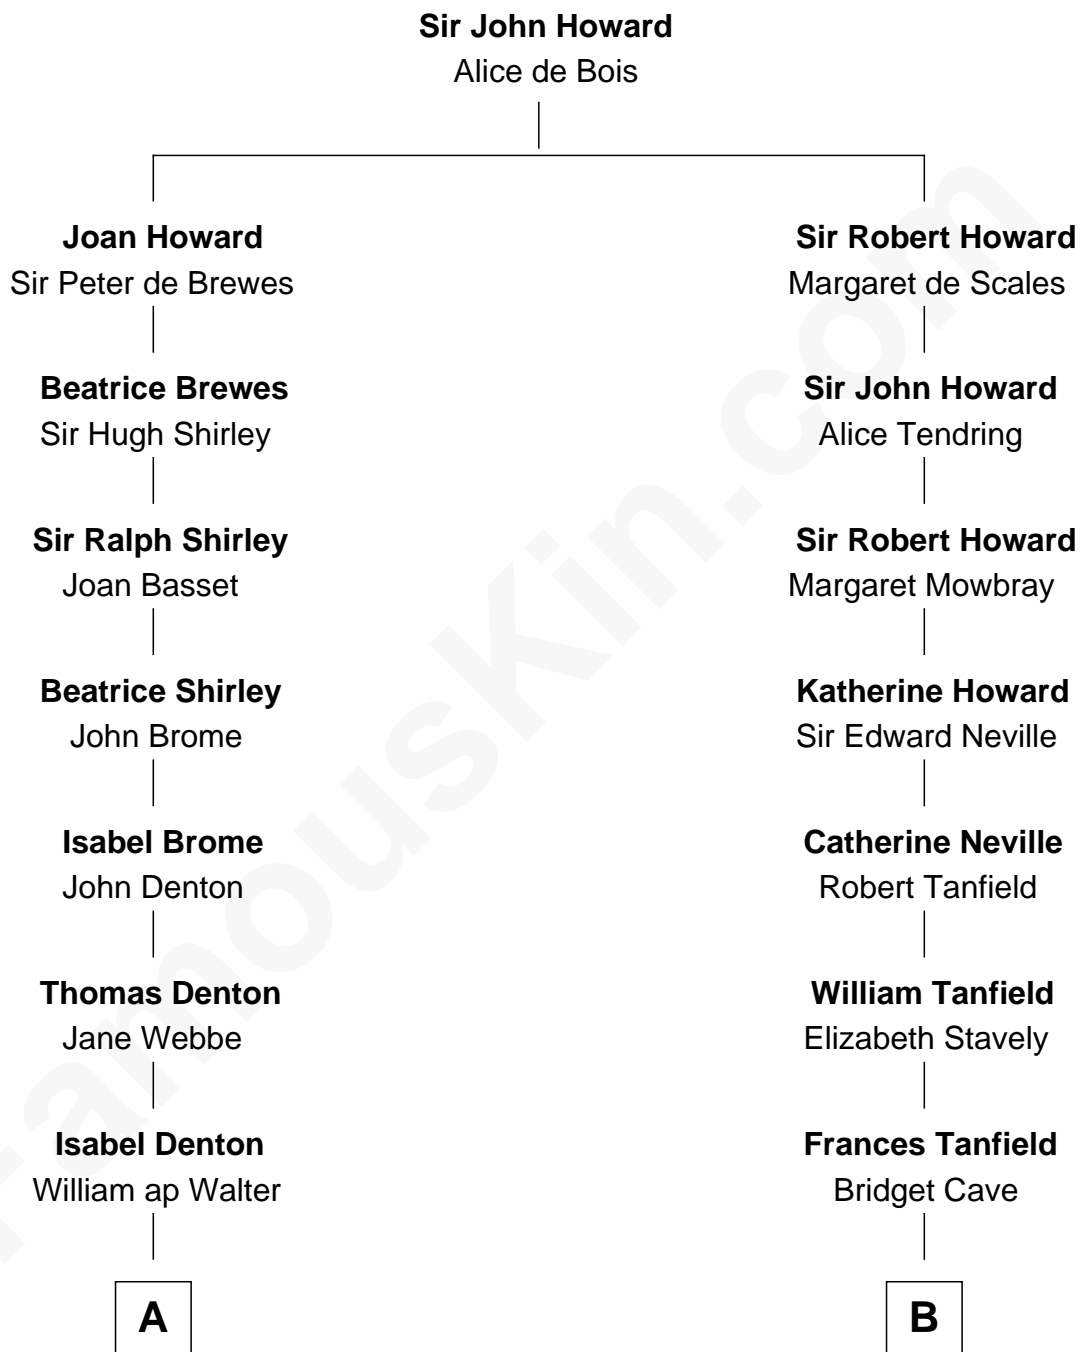 Sir John Howard
Alice de Bois
Joan Howard
Sir Peter de Brewes
Sir Robert Howard
Margaret de Scales
Beatrice Brewes
Sir Hugh Shirley
Sir John Howard
Alice Tendring
Sir Ralph Shirley
Joan Basset
Sir Robert Howard
Margaret Mowbray
Beatrice Shirley
John Brome
Katherine Howard
Sir Edward Neville
Isabel Brome
John Denton
Catherine Neville
Robert Tanfield
Thomas Denton
Jane Webbe
William Tanfield
Elizabeth Stavely
Isabel Denton
William ap Walter
Frances Tanfield
Bridget Cave
A
B
FamousKin.com